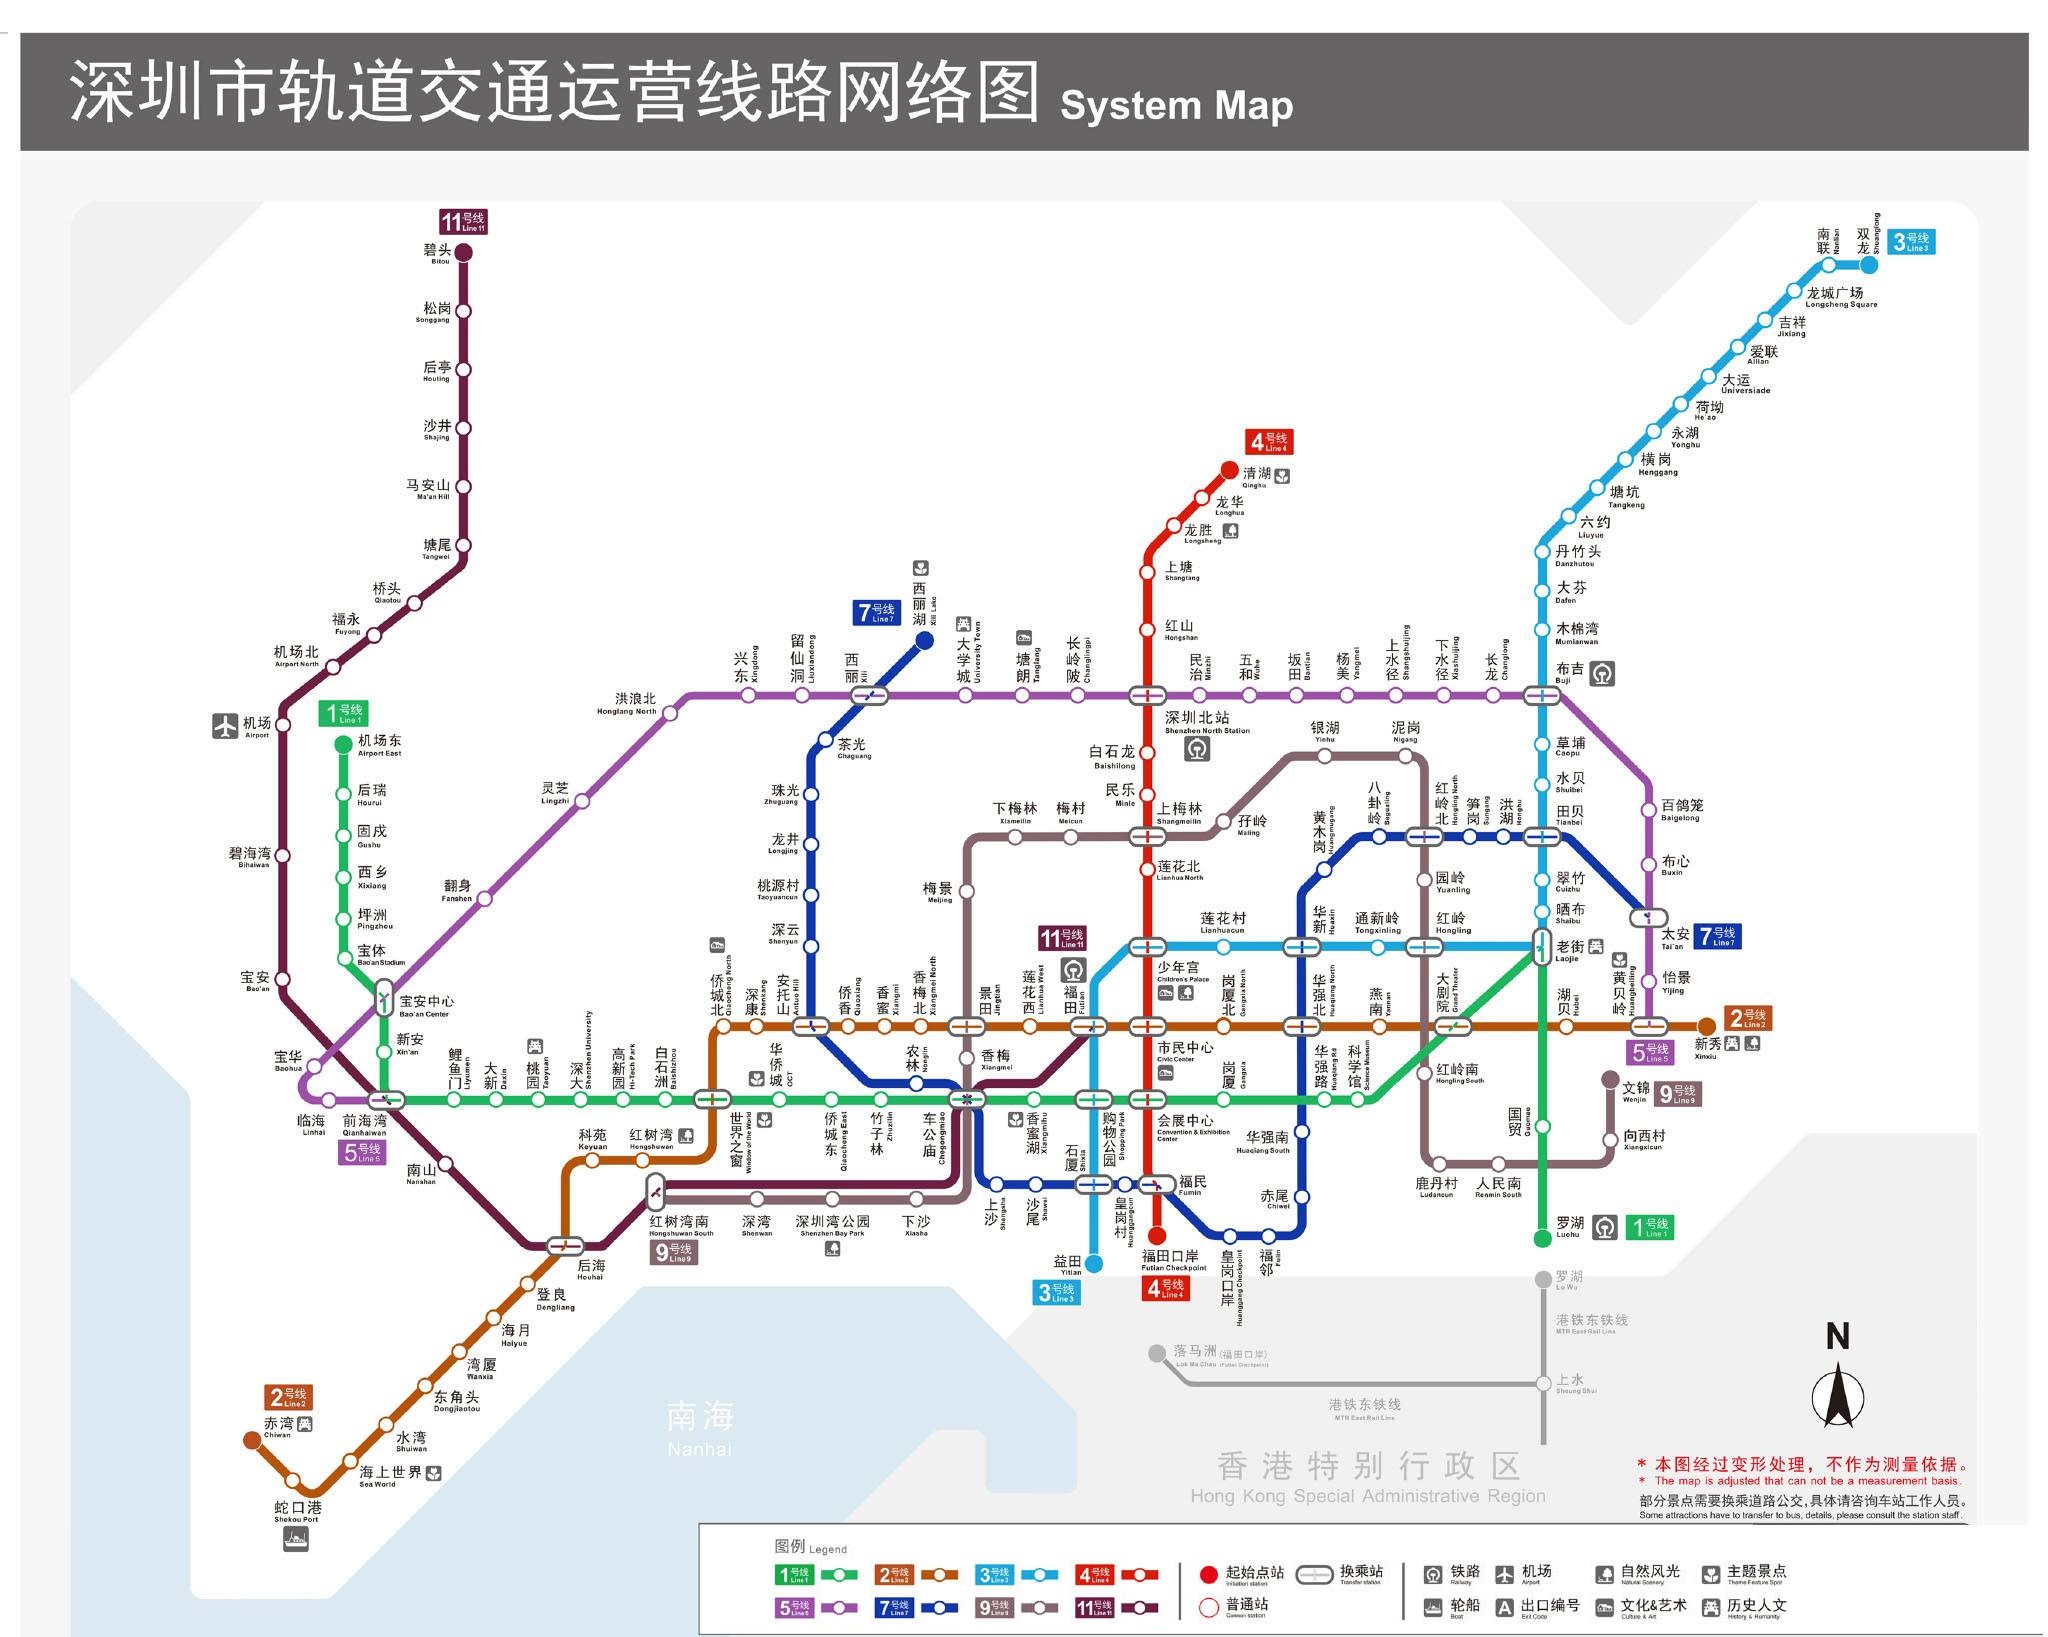 深圳市轨道交通运营线路网络图 System Map
11号线 Line 11
碧头 Bitou
松岗 Songgang
后亭 Houting
沙井 Shajing
马安山 Ma'an Hill
塘尾 Tangwei
桥头 Qiaotou
福永 Fuyong
机场北 Airport North
机场 Airport
碧海湾 Bihaiwan
宝安 Bao'an
1号线 Line 1
机场东 Airport East
后瑞 Hourui
固戍 Gushu
西乡 Xixiang
坪洲 Pingzhou
宝体 Bao'an Stadium
宝安中心 Bao'an Center
新安 Xin'an
宝华 Baohua
临海 Linhai
前海湾 Qianhaiwan
5号线 Line 5
南山 Nanshan
翻身 Fanshen
灵芝 Lingzhi
洪浪北 Honglang North
兴东 Xingdong
留仙洞 Liuxiandong
西丽 Xili
7号线 Line 7
西丽湖 Xili Lake
大学城 University Town
塘朗 Tanglang
长岭陂 Changlingpi
深圳北站 Shenzhen North Station
民治 Minzhi
五和 Wuhe
坂田 Bantian
杨美 Yangmei
上水径 Shangshuijing
下水径 Xiashuijing
长龙 Changlong
布吉 Buji
4号线 Line 4
清湖 Qinghu
龙华 Longhua
龙胜 Longsheng
上塘 Shangtang
红山 Hongshan
白石龙 Baishilong
民乐 Minle
上梅林 Shangmeilin
莲花北 Lianhua North
3号线 Line 3
双龙 Shuanglong
南联 Nanlian
龙城广场 Longcheng Square
吉祥 Jixiang
爱联 Ailian
大运 Universiade
荷坳 He'ao
永湖 Yonghu
横岗 Henggang
塘坑 Tangkeng
六约 Liuyue
丹竹头 Danzhutou
大芬 Dafen
木棉湾 Mumianwan
草埔 Caopu
水贝 Shuibei
田贝 Tianbei
翠竹 Cuizhu
晒布 Shaibu
老街 Laojie
百鸽笼 Baigelong
布心 Buxin
太安 Tai'an
7号线 Line 7
怡景 Yijing
黄贝岭 Huangbeiling
5号线 Line 5
2号线 Line 2
新秀 Xinxiu
湖贝 Hubei
大剧院 Grand Theater
燕南 Yannan
华强北 Huaqiang North
岗厦北 Gangxia North
市民中心 Civic Center
少年宫 Children's Palace
莲花村 Lianhuacun
华新 Huaxin
通新岭 Tongxinling
红岭 Hongling
园岭 Yuanling
红岭北 Hongling North
笋岗 Sungang
洪湖 Honghu
八卦岭 Bagualing
黄木岗 Huangmugang
银湖 Yinhu
泥岗 Nigang
孖岭 Maling
下梅林 Xiameilin
梅村 Meicun
梅景 Meijing
茶光 Chaguang
珠光 Zhuguang
龙井 Longjing
桃源村 Taoyuancun
深云 Shenyun
安托山 Antuo Hill
深康 Shenkang
侨城北 Qiaocheng North
侨香 Qiaoxiang
香蜜 Xiangmi
香梅北 Xiangmei North
景田 Jingtian
莲花西 Lianhua West
11号线 Line 11
福田 Futian
香梅 Xiangmei
农林 Nonglin
鲤鱼门 Liyumen
大新 Daxin
桃园 Taoyuan
深大 Shenzhen University
高新园 Hi-Tech Park
白石洲 Baishizhou
世界之窗 Window of the World
华侨城 OCT
侨城东 Qiaocheng East
竹子林 Zhuzilin
车公庙 Chegongmiao
香蜜湖 Xiangmihu
购物公园 Shopping Park
会展中心 Convention & Exhibition Center
岗厦 Gangxia
华强路 Huaqiang Rd
科学馆 Science Museum
红岭南 Hongling South
国贸 Guomao
文锦 Wenjin
9号线 Line 9
向西村 Xiangxicun
人民南 Renmin South
鹿丹村 Ludancun
罗湖 Luohu
1号线 Line 1
科苑 Keyuan
红树湾 Hongshuwan
红树湾南 Hongshuwan South
9号线 Line 9
深湾 Shenwan
深圳湾公园 Shenzhen Bay Park
下沙 Xiasha
上沙 Shangsha
沙尾 Shawei
石厦 Shixia
皇岗村 Huanggangcun
福民 Fumin
华强南 Huaqiang South
赤尾 Chiwei
福邻 Fulin
皇岗口岸 Huanggang Checkpoint
益田 Yitian
3号线 Line 3
福田口岸 Futian Checkpoint
4号线 Line 4
后海 Houhai
登良 Dengliang
海月 Haiyue
湾厦 Wanxia
东角头 Dongjiaotou
水湾 Shuiwan
海上世界 Sea World
蛇口港 Shekou Port
赤湾 Chiwan
2号线 Line 2
南海
Nanhai
罗湖 Lo Wu
港铁东铁线
MTR East Rail Line
上水 Sheung Shui
落马洲(福田口岸)
Lok Ma Chau (Futian Checkpoint)
港铁东铁线
MTR East Rail Line
香港特别行政区
Hong Kong Special Administrative Region
N
* 本图经过变形处理，不作为测量依据。
* The map is adjusted that can not be a measurement basis.
部分景点需要换乘道路公交,具体请咨询车站工作人员。
Some attractions have to transfer to bus, details, please consult the station staff.
图例 Legend
1号线 Line 1
2号线 Line 2
3号线 Line 3
4号线 Line 4
5号线 Line 5
7号线 Line 7
9号线 Line 9
11号线 Line 11
起始点站 Initiation station
换乘站 Transfer station
普通站 Common station
铁路 Railway
机场 Airport
自然风光 Natural Scenery
主题景点 Theme Feature Spot
轮船 Boat
A 出口编号 Exit Code
文化&艺术 Culture & Art
历史人文 History & Humanity